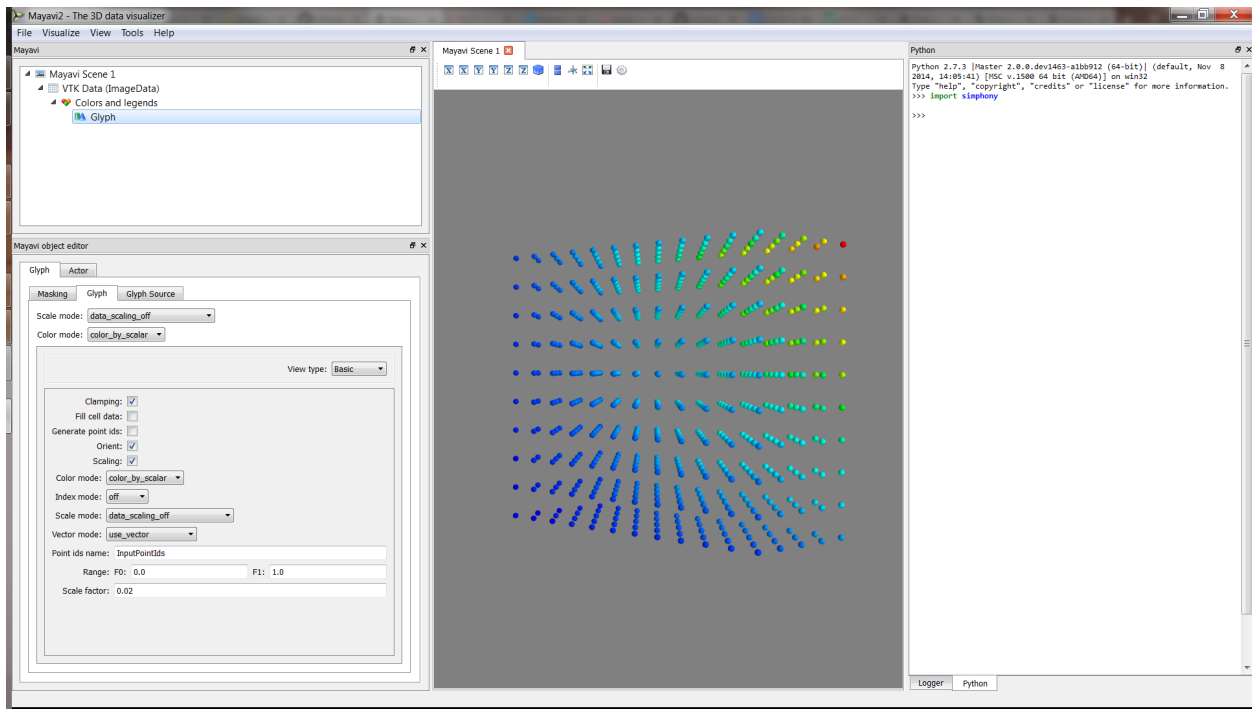 Mayavi2 - The 3D data visualizer
File Visualize View Tools Help
Mayavi
Mayavi Scene 1
VTK Data (ImageData)
Colors and legends
Glyph
Mayavi object editor
Glyph Actor
Masking Glyph Glyph Source
Scale mode: data_scaling_off
Color mode: color_by_scalar
View type: Basic
Clamping:
Fill cell data:
Generate point ids:
Orient:
Scaling:
Color mode: color_by_scalar
Index mode: off
Scale mode: data_scaling_off
Vector mode: use_vector
Point ids name: InputPointIds
Range: F0: 0.0 F1: 1.0
Scale factor: 0.02
Mayavi Scene 1
X X Y Y Z Z
Python
Python 2.7.3 |Master 2.0.0.dev1463-a1bb912 (64-bit)| (default, Nov 8
2014, 14:05:41) [MSC v.1500 64 bit (AMD64)] on win32
Type "help", "copyright", "credits" or "license" for more information.
>>> import simphony
>>>
Logger Python